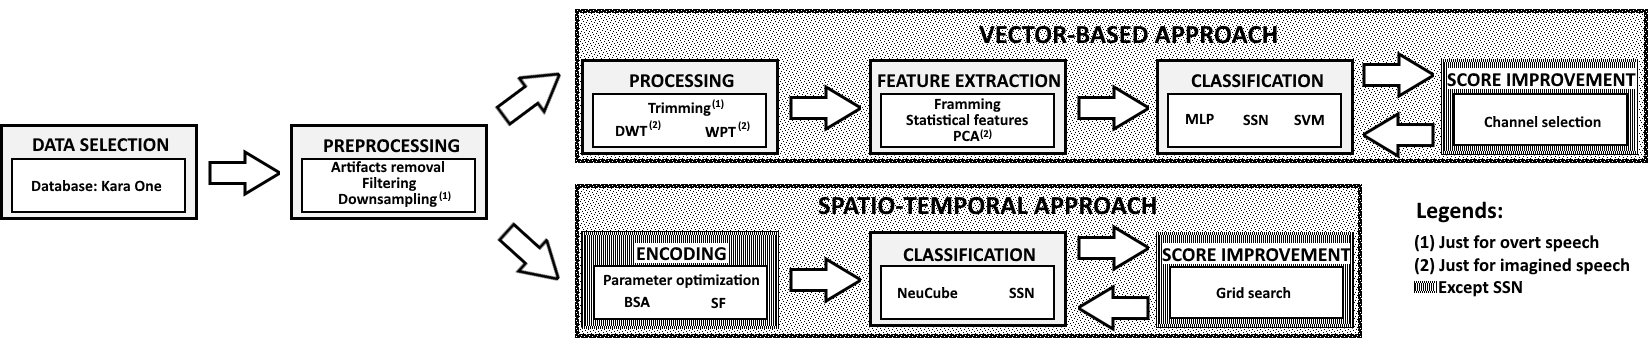 DATA SELECTION
Database: Kara One
PREPROCESSING
Artifacts removal
Filtering
Downsampling(1)
VECTOR-BASED APPROACH
PROCESSING
Trimming(1)
DWT(2) WPT(2)
FEATURE EXTRACTION
Framming
Statistical features
PCA(2)
CLASSIFICATION
MLP SSN SVM
SCORE IMPROVEMENT
Channel selection
SPATIO-TEMPORAL APPROACH
ENCODING
Parameter optimization
BSA SF
CLASSIFICATION
NeuCube SSN
SCORE IMPROVEMENT
Grid search
Legends:
(1) Just for overt speech
(2) Just for imagined speech
Except SSN